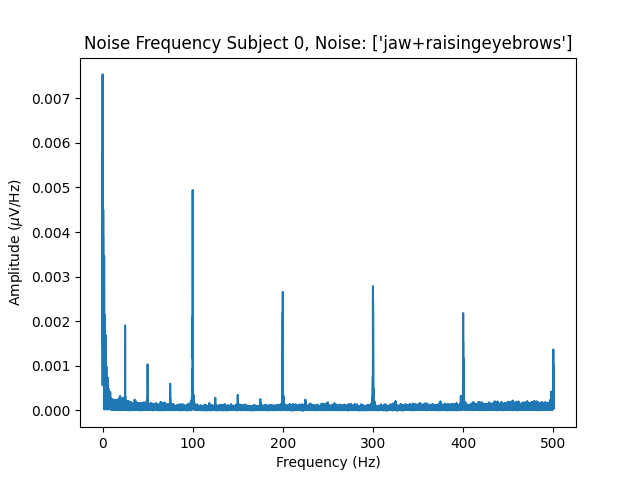 Noise Frequency Subject 0, Noise: ['jaw+raisingeyebrows']
0.007
0.006
0.005
0.004
0.003
0.002
0.001
0.000
Amplitude (μV/Hz)
0 100 200 300 400 500
Frequency (Hz)